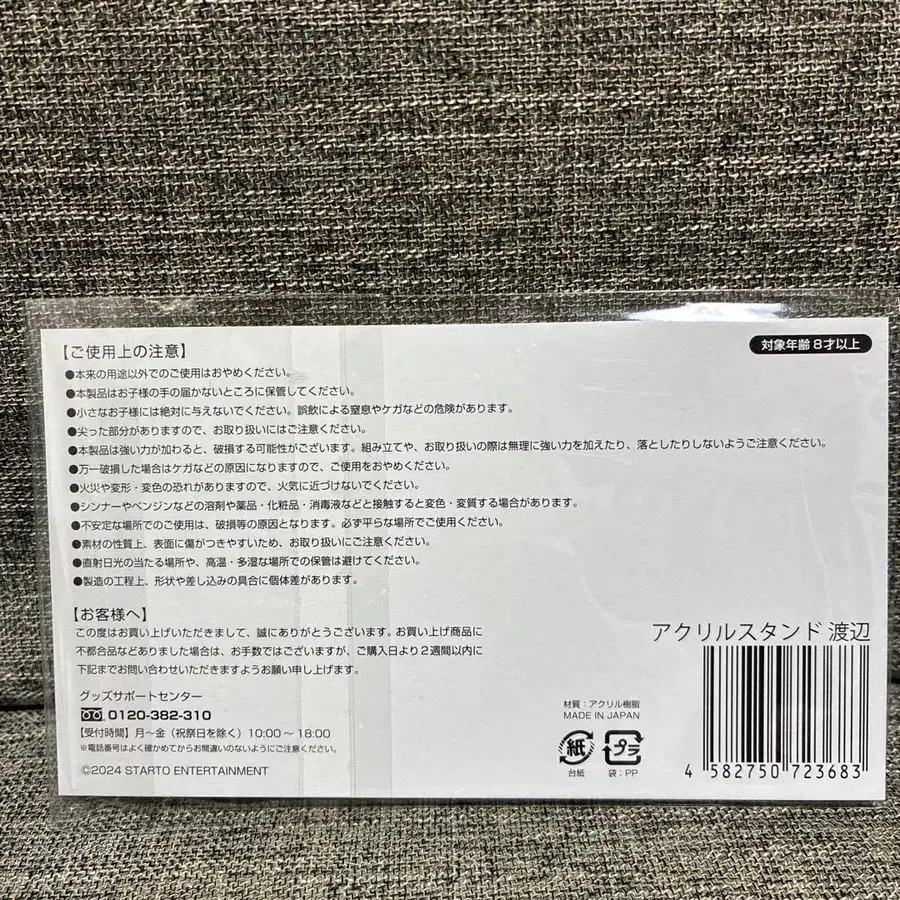 【ご使用上の注意】
対象年齢 8才以上
●本来の用途以外でのご使用はおやめください。
●本製品はお子様の手の届かないところに保管してください。
●小さなお子様には絶対に与えないでください。誤飲による窒息やケガなどの危険があります。
●尖った部分がありますので、お取り扱いにはご注意ください。
●本製品は強い力が加わると、破損する可能性がございます。組み立てや、お取り扱いの際は無理に強い力を加えたり、落としたりしないようご注意ください。
●万一破損した場合はケガなどの原因になりますので、ご使用をおやめください。
●火災や変形・変色の恐れがありますので、火気に近づけないでください。
●シンナーやベンジンなどの溶剤や薬品・化粧品・消毒液などと接触すると変色・変質する場合があります。
●不安定な場所でのご使用は、破損等の原因となります。必ず平らな場所でご使用ください。
●素材の性質上、表面に傷がつきやすいため、お取り扱いにご注意ください。
●直射日光の当たる場所や、高温・多湿な場所での保管は避けてください。
●製造の工程上、形状や差し込みの具合に個体差があります。
【お客様へ】
この度はお買い上げいただきまして、誠にありがとうございます。お買い上げ商品に
不都合品などありました場合は、お手数ではございますが、ご購入日より2週間以内に
下記までお問い合わせいただきますようお願い申し上げます。
グッズサポートセンター
0120-382-310
【受付時間】月～金（祝祭日を除く）10:00～18:00
※電話番号はよく確かめてからお間違いのないようにご注意ください。
©2024 STARTO ENTERTAINMENT
材質：アクリル樹脂
MADE IN JAPAN
紙 プラ
台紙 袋：PP
アクリルスタンド 渡辺
4 582750 723683